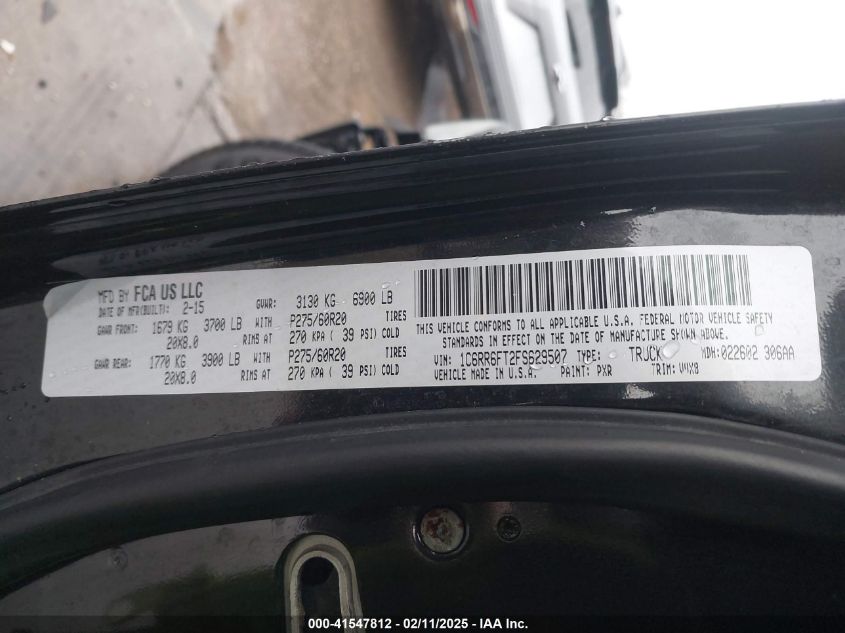 MFD BY FCA US LLC
DATE OF MFR(BUILT): 2-15 GVWR: 3130 KG 6900 LB
GAWR FRONT: 1679 KG 3700 LB WITH P275/60R20 TIRES
20X8.0 RIMS AT 270 KPA ( 39 PSI) COLD
GAWR REAR: 1770 KG 3900 LB WITH P275/60R20 TIRES
20X8.0 RIMS AT 270 KPA ( 39 PSI) COLD
THIS VEHICLE CONFORMS TO ALL APPLICABLE U.S.A. FEDERAL MOTOR VEHICLE SAFETY
STANDARDS IN EFFECT ON THE DATE OF MANUFACTURE SHOWN ABOVE.
VIN: 1C6RR6FT2FS629507 TYPE: TRUCK MDH:022602 306AA
VEHICLE MADE IN U.S.A. PAINT: PXR TRIM: V4X8
000-41547812 - 02/11/2025 - IAA Inc.